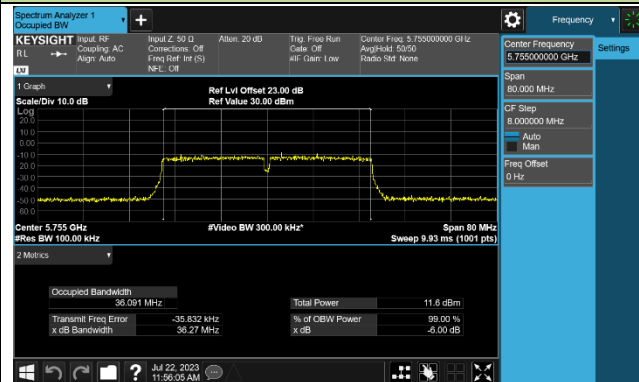 Spectrum Analyzer 1
Occupied BW
Frequency
KEYSIGHT
RL
LXI
Input: RF
Coupling: AC
Align: Auto
Input Z: 50 Ω
Corrections: Off
Freq Ref: Int (S)
NFE: Off
Atten: 20 dB
Trig: Free Run
Gate: Off
#IF Gain: Low
Center Freq: 5.755000000 GHz
Avg|Hold: 50/50
Radio Std: None
Center Frequency
5.755000000 GHz
Settings
Span
80.000 MHz
CF Step
8.000000 MHz
Auto
Man
Freq Offset
0 Hz
1 Graph
Scale/Div 10.0 dB
Ref Lvl Offset 23.00 dB
Ref Value 30.00 dBm
Log
20.0
10.0
0.00
-10.0
-20.0
-30.0
-40.0
-50.0
-60.0
Center 5.755 GHz
#Res BW 100.00 kHz
#Video BW 300.00 kHz*
Span 80 MHz
Sweep 9.93 ms (1001 pts)
2 Metrics
Occupied Bandwidth
36.091 MHz
Total Power 11.6 dBm
Transmit Freq Error -35.832 kHz
% of OBW Power 99.00 %
x dB Bandwidth 36.27 MHz
x dB -6.00 dB
Jul 22, 2023
11:56:05 AM